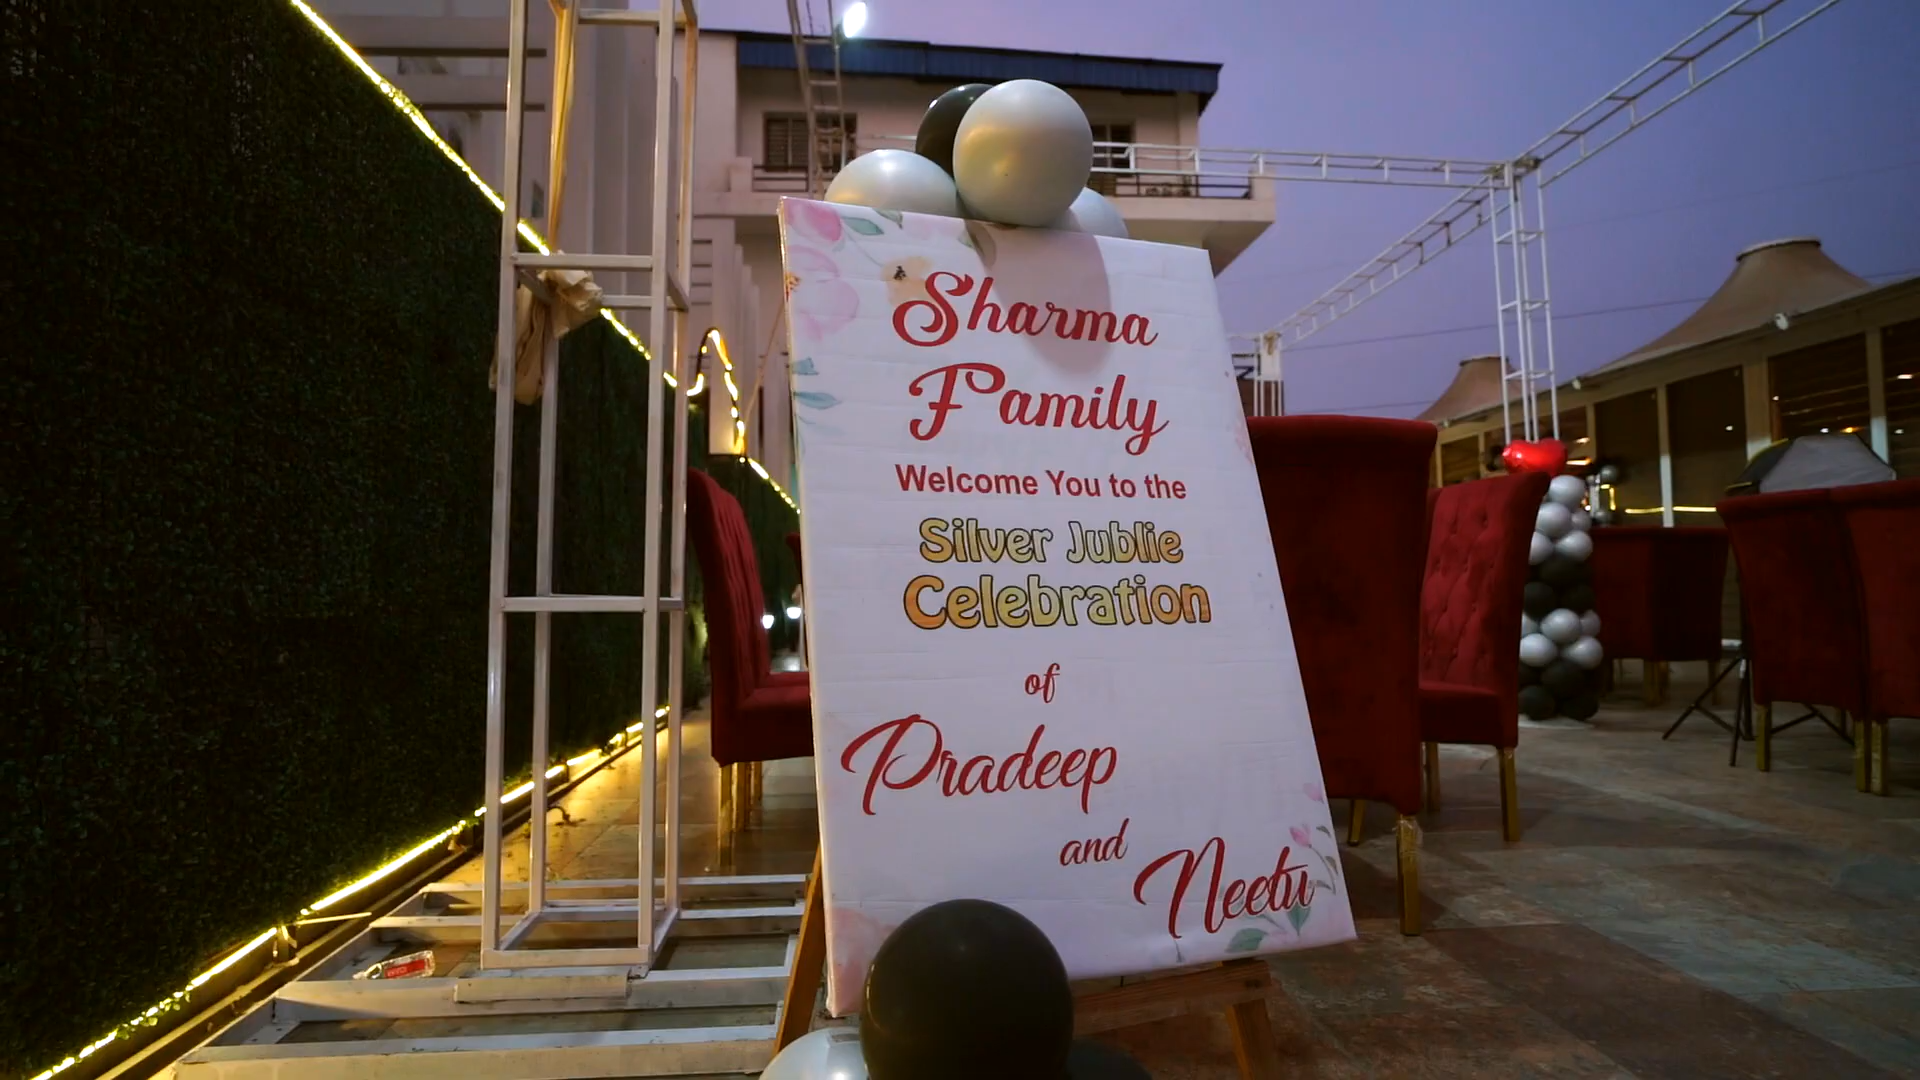 Sharma
Family
Welcome You to the
Silver Jublie
Celebration
of
Pradeep
and
Neetu